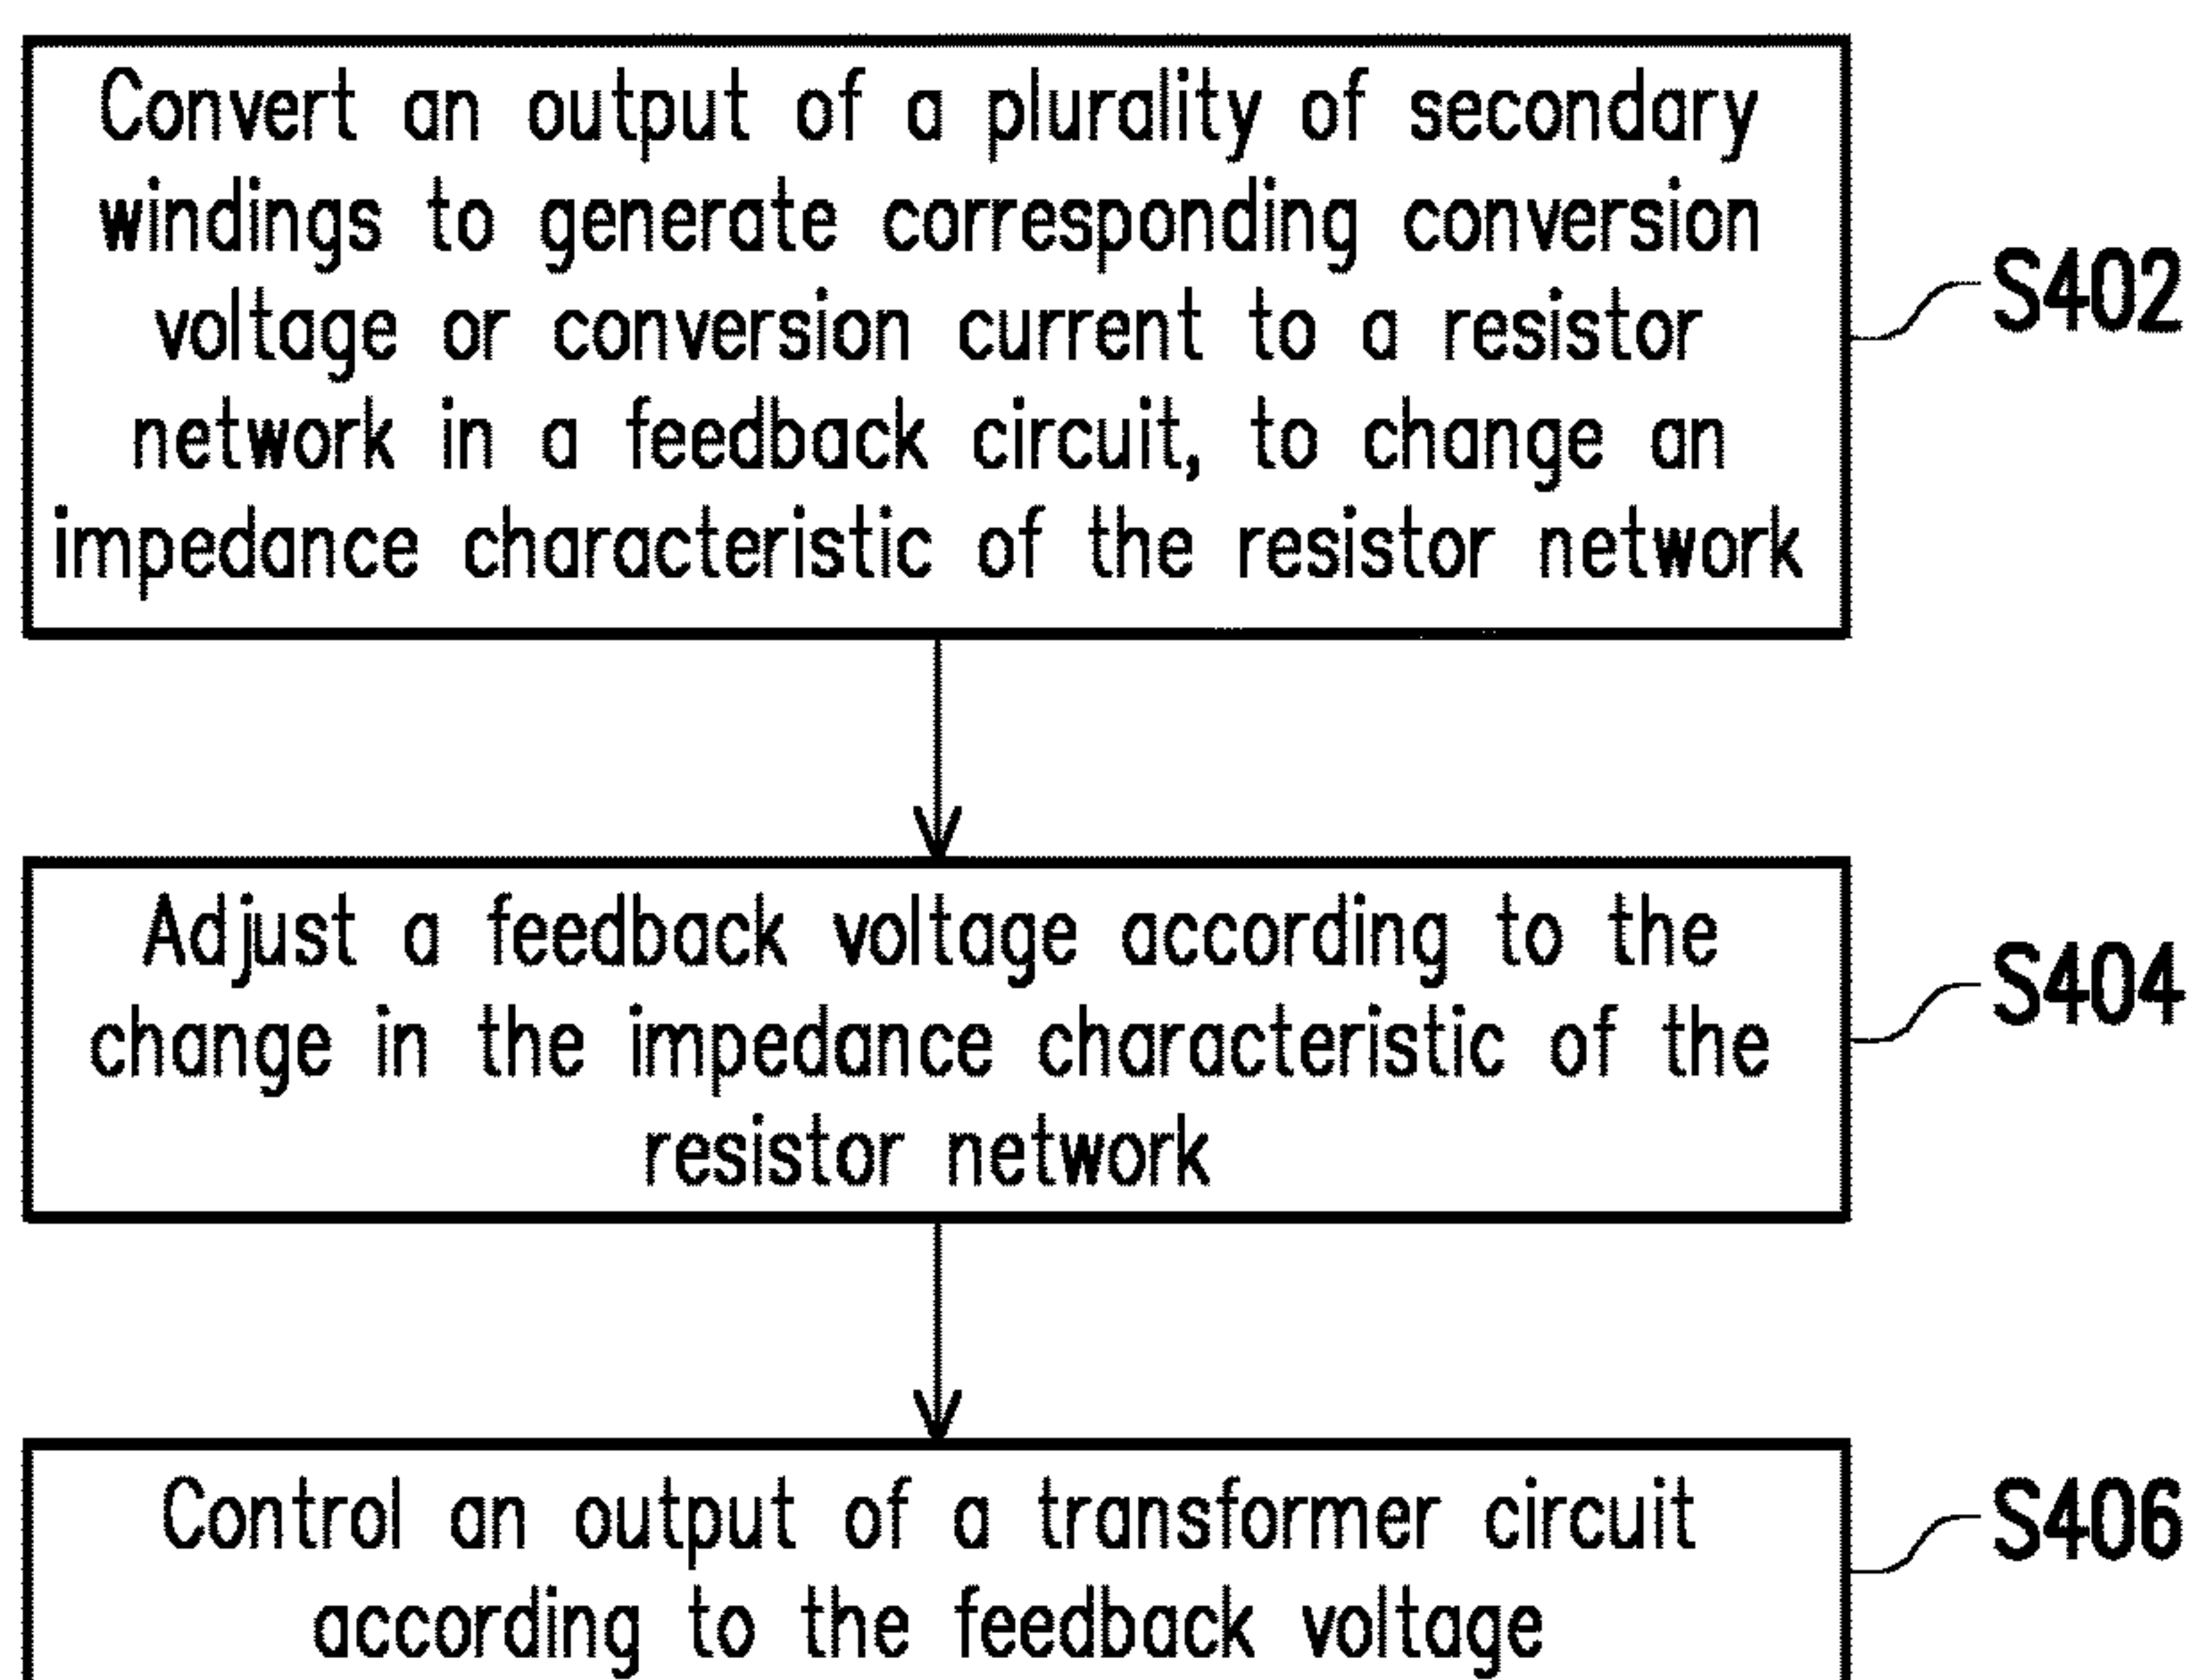 Convert an output of a plurality of secondary
windings to generate corresponding conversion
voltage or conversion current to a resistor
network in a feedback circuit, to change an
impedance characteristic of the resistor network
S402
Adjust a feedback voltage according to the
change in the impedance characteristic of the
resistor network
S404
Control an output of a transformer circuit
according to the feedback voltage
S406